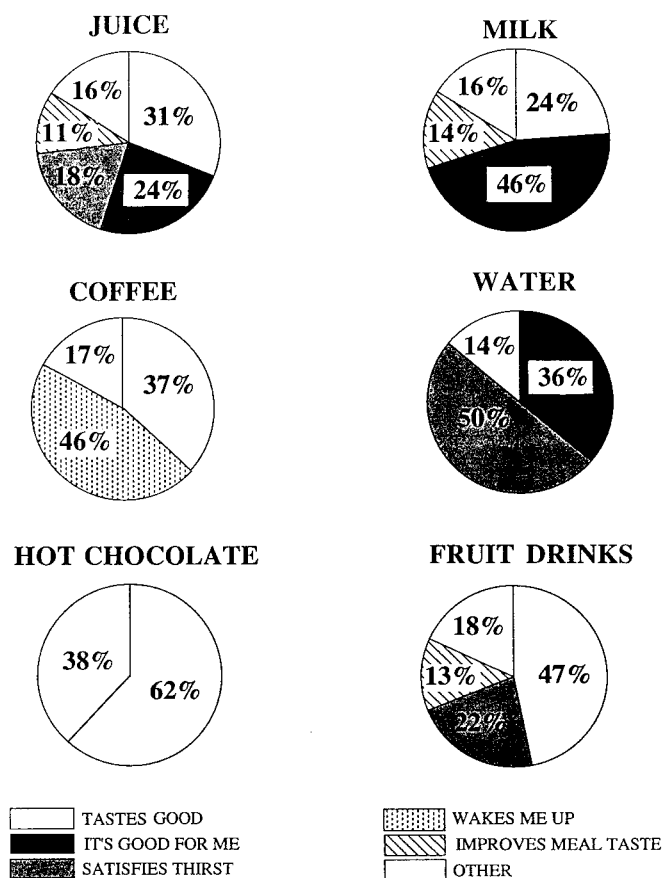 JUICE
16%
31%
11%
18%
24%
MILK
16%
24%
14%
46%
COFFEE
17%
37%
46%
WATER
14%
36%
50%
HOT CHOCOLATE
38%
62%
FRUIT DRINKS
18%
47%
13%
22%
TASTES GOOD
IT'S GOOD FOR ME
SATISFIES THIRST
WAKES ME UP
IMPROVES MEAL TASTE
OTHER